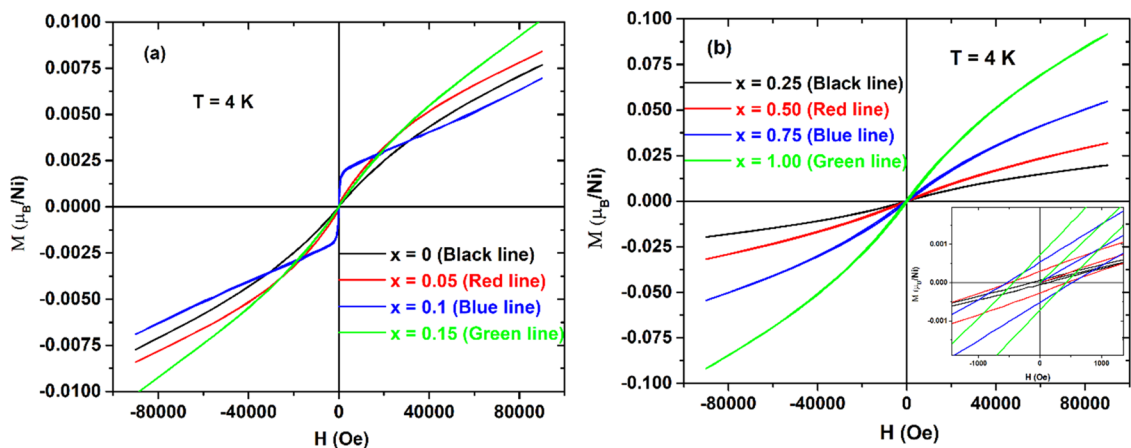 0.0100
0.0075
0.0050
0.0025
0.0000
-0.0025
-0.0050
-0.0075
-0.0100
M (μB/Ni)
(a)
T = 4 K
x = 0 (Black line)
x = 0.05 (Red line)
x = 0.1 (Blue line)
x = 0.15 (Green line)
-80000 -40000 0 40000 80000
H (Oe)
0.100
0.075
0.050
0.025
0.000
-0.025
-0.050
-0.075
-0.100
M (μB/Ni)
(b)
T = 4 K
x = 0.25 (Black line)
x = 0.50 (Red line)
x = 0.75 (Blue line)
x = 1.00 (Green line)
0.001
0.000
-0.001
M (μB/Ni)
-1000 0 1000
H (Oe)
-80000 -40000 0 40000 80000
H (Oe)